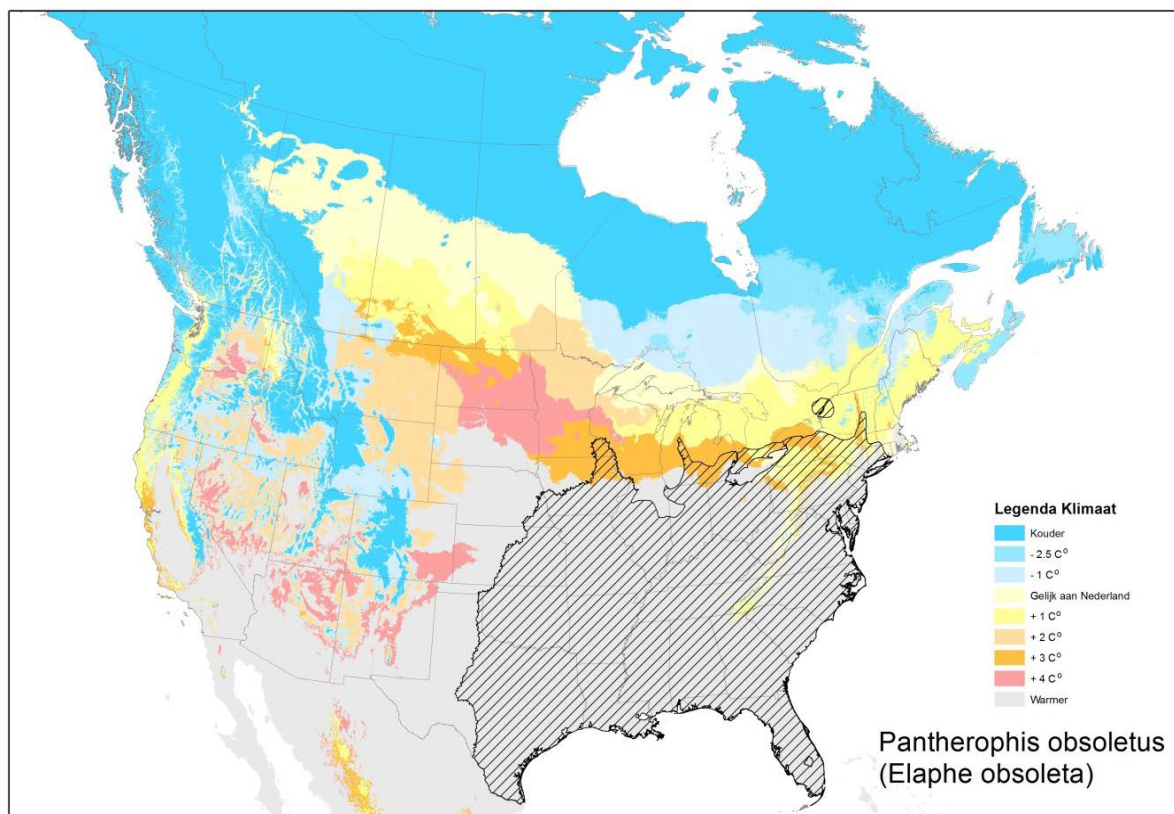 Legenda Klimaat
Kouder
- 2.5 C°
- 1 C°
Gelijk aan Nederland
+ 1 C°
+ 2 C°
+ 3 C°
+ 4 C°
Warmer
Pantherophis obsoletus
(Elaphe obsoleta)